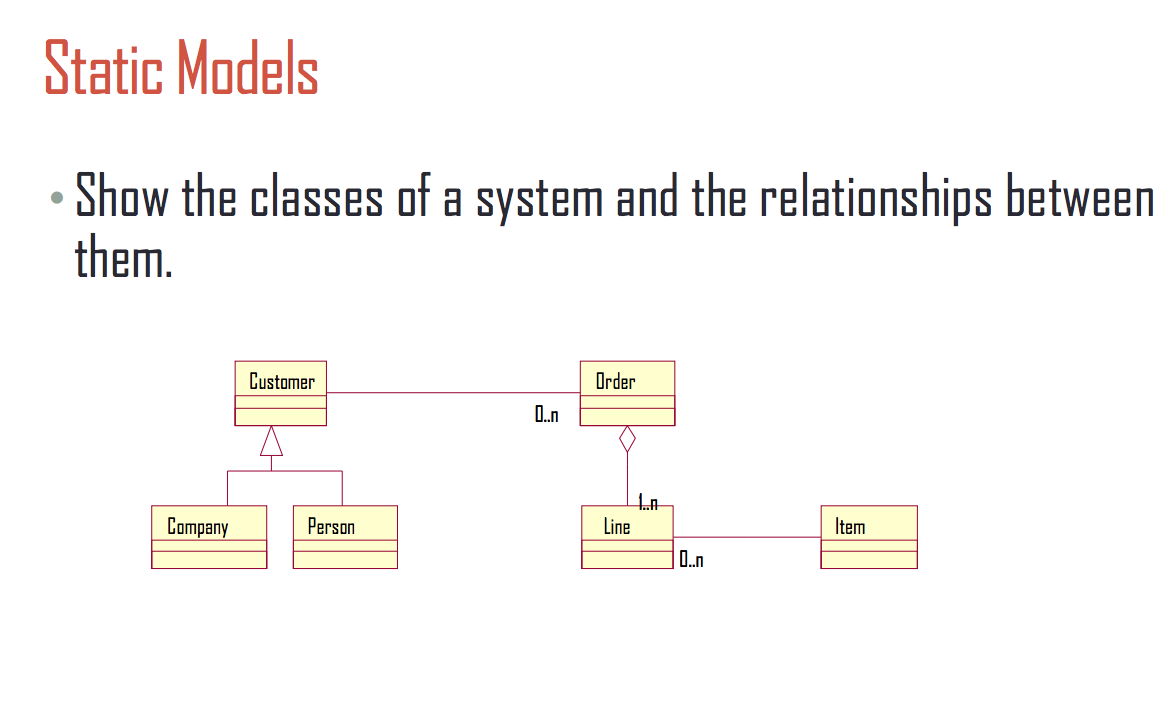 Static Models
• Show the classes of a system and the relationships between
them.
Customer
Order
0..n
1..n
Company
Person
Line
Item
0..n